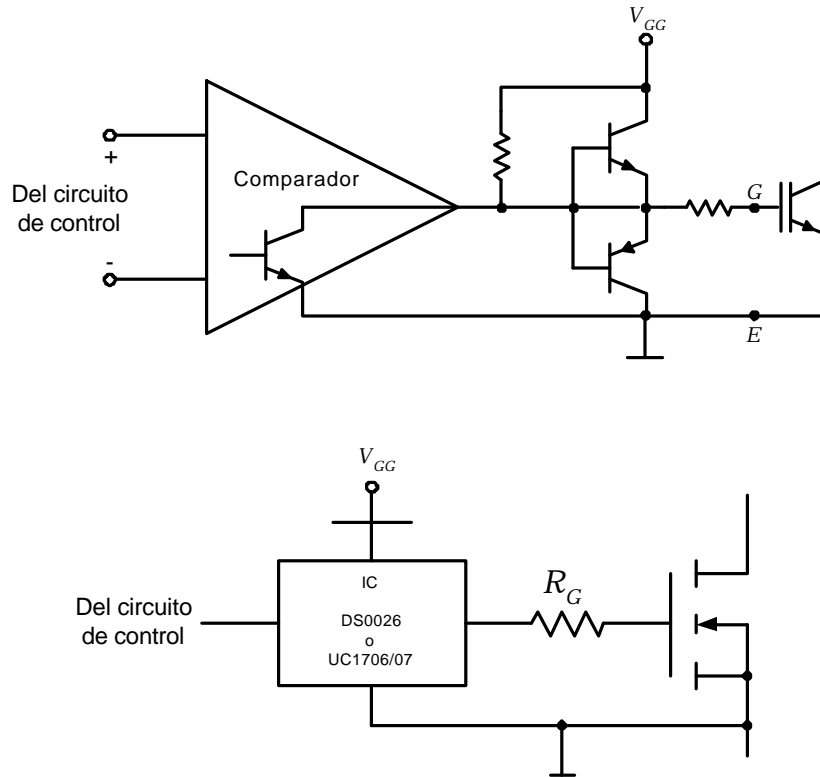 V_GG
+
Comparador
Del circuito
de control
-
G
E
V_GG
IC
DS0026
o
UC1706/07
R_G
Del circuito
de control